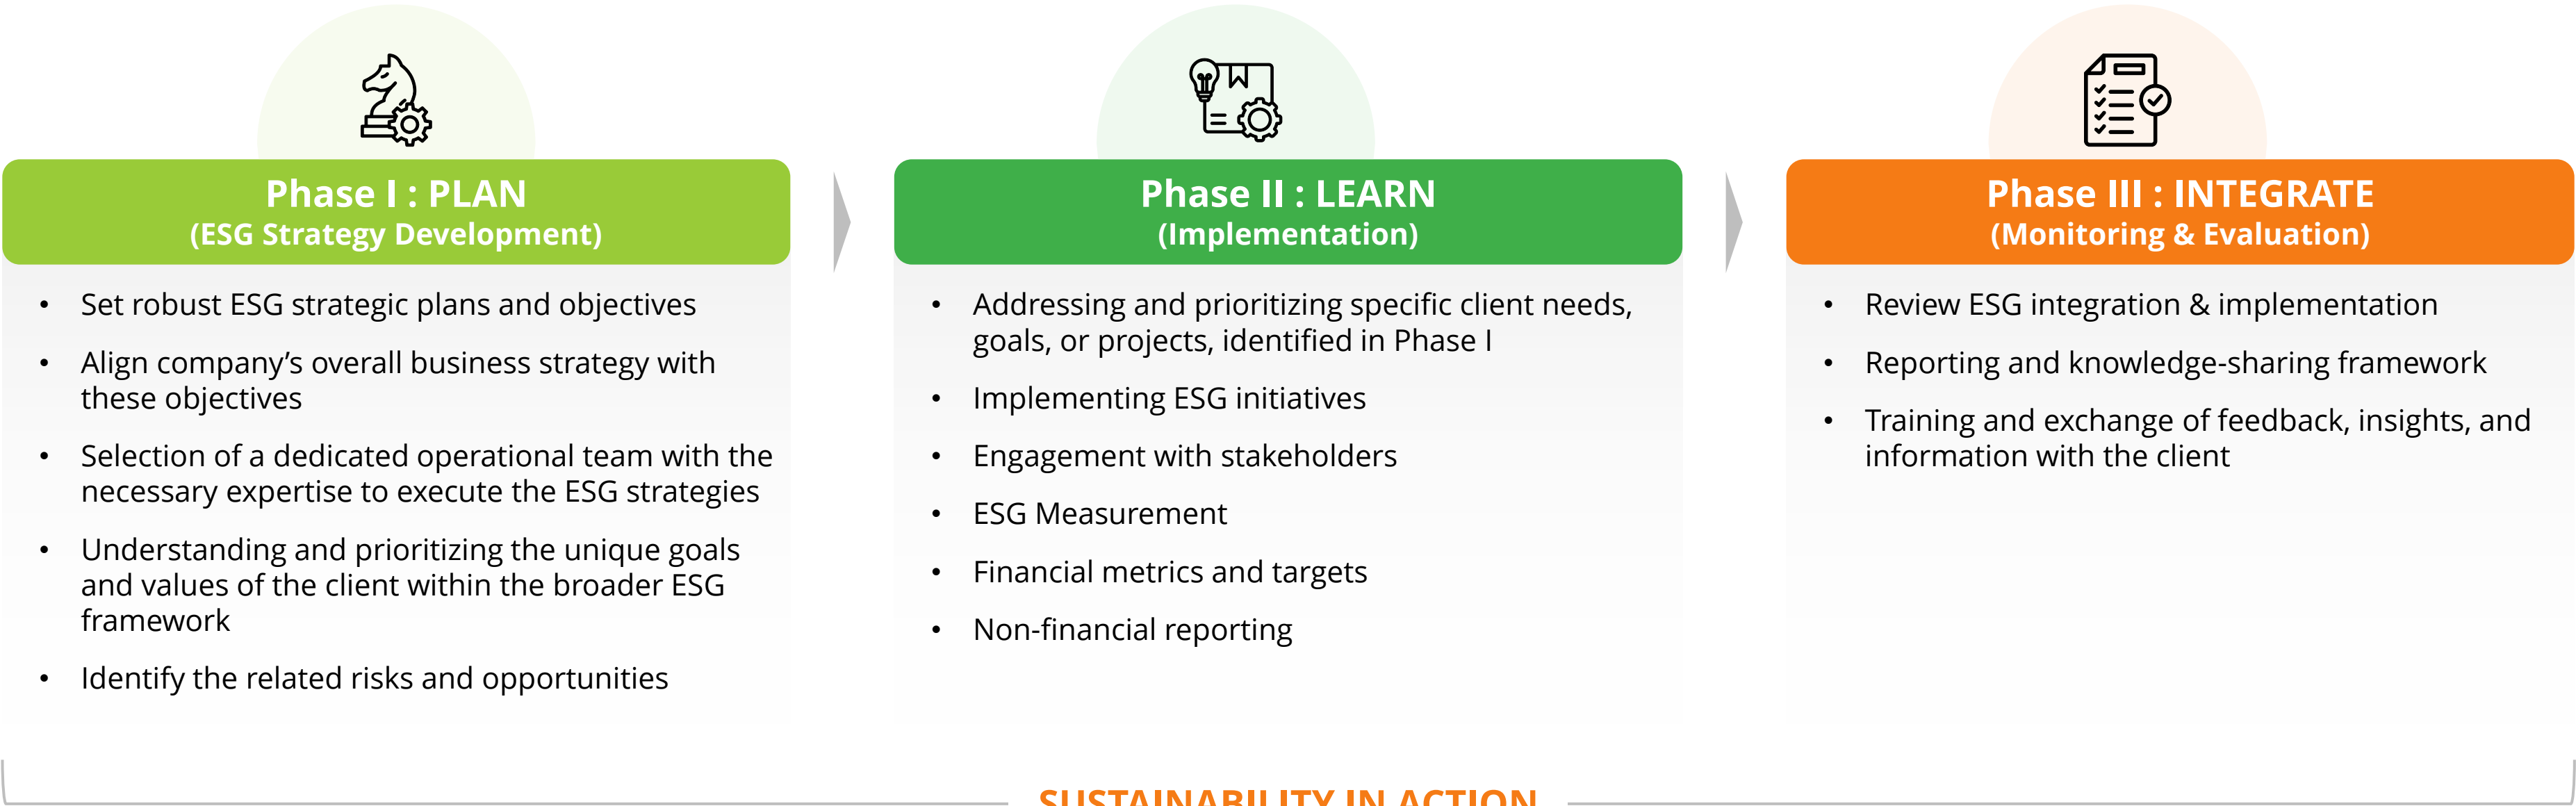 Phase I : PLAN
(ESG Strategy Development)
• Set robust ESG strategic plans and objectives
• Align company’s overall business strategy with
these objectives
• Selection of a dedicated operational team with the
necessary expertise to execute the ESG strategies
• Understanding and prioritizing the unique goals
and values of the client within the broader ESG
framework
• Identify the related risks and opportunities
Phase II : LEARN
(Implementation)
• Addressing and prioritizing specific client needs,
goals, or projects, identified in Phase I
• Implementing ESG initiatives
• Engagement with stakeholders
• ESG Measurement
• Financial metrics and targets
• Non-financial reporting
Phase III : INTEGRATE
(Monitoring & Evaluation)
• Review ESG integration & implementation
• Reporting and knowledge-sharing framework
• Training and exchange of feedback, insights, and
information with the client
SUSTAINABILITY IN ACTION